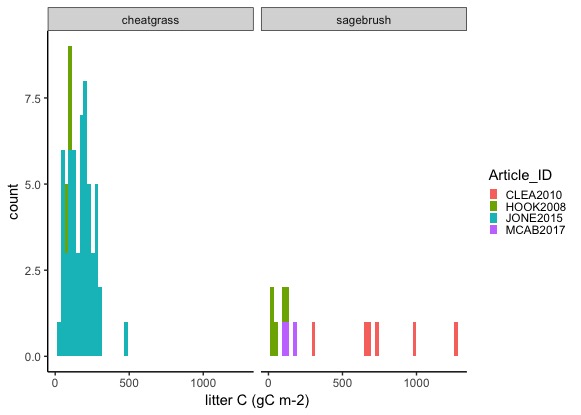 cheatgrass sagebrush
7.5
5.0
2.5
0.0
count
0 500 1000 0 500 1000
litter C (gC m-2)
Article_ID
CLEA2010
HOOK2008
JONE2015
MCAB2017